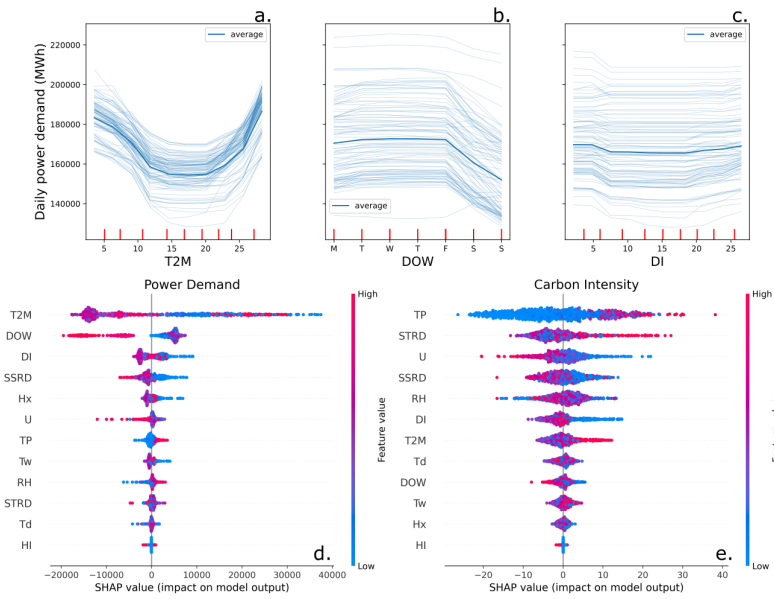 a.
b.
c.
average
average
average
Daily power demand (MWh)
220000
200000
180000
160000
140000
5 10 15 20 25
T2M
M T W T F S S
DOW
5 10 15 20 25
DI
Power Demand
Carbon Intensity
T2M
DOW
DI
SSRD
Hx
U
TP
Tw
RH
STRD
Td
HI
High
Low
Feature value
d.
-20000 -10000 0 10000 20000 30000 40000
SHAP value (impact on model output)
TP
STRD
U
SSRD
RH
DI
T2M
Td
DOW
Tw
Hx
HI
High
Low
e.
-20 0 20 40
SHAP value (impact on model output)